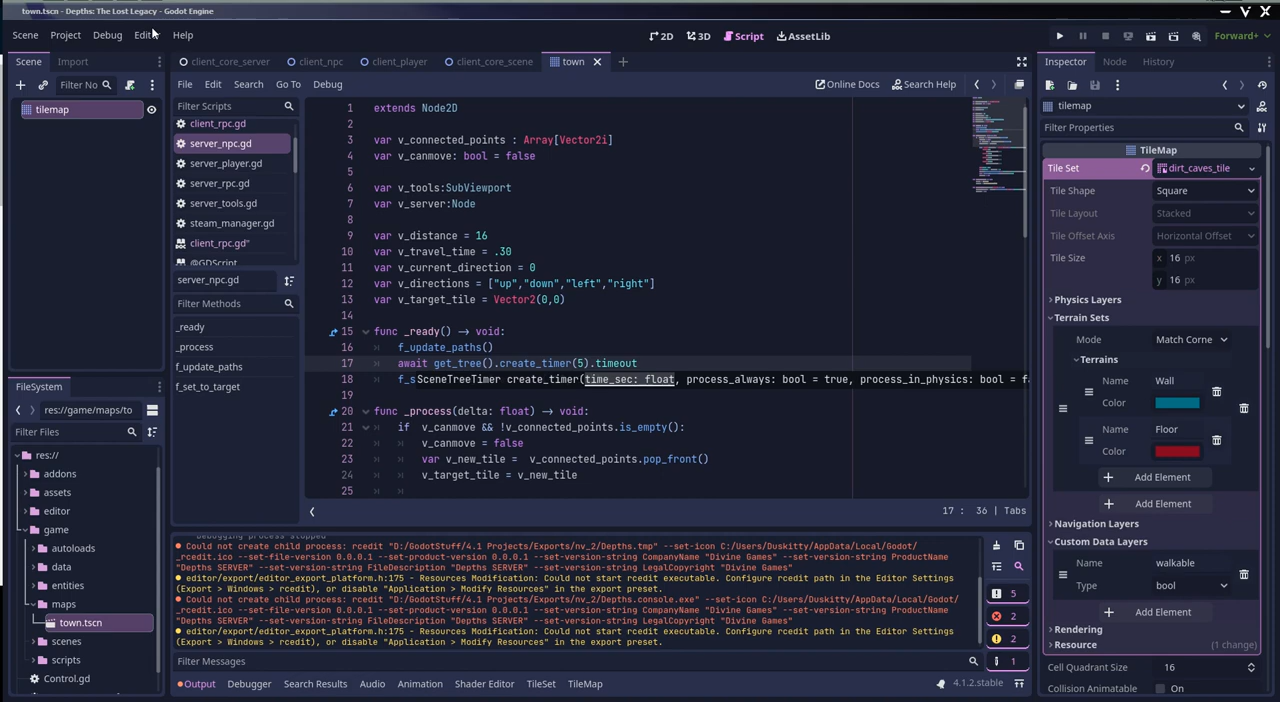 town.tscn - Depths: The Lost Legacy - Godot Engine
Scene Project Debug Edit Help
2D 3D Script AssetLib
Forward+
Scene Import
Filter No
tilemap
FileSystem
res://game/maps/to
Filter Files
res://
addons
assets
editor
game
autoloads
data
entities
maps
town.tscn
scenes
scripts
Control.gd
client_core_server client_npc client_player client_core_scene town
File Edit Search Go To Debug
Online Docs Search Help
Filter Scripts
client_rpc.gd
server_npc.gd
server_player.gd
server_rpc.gd
server_tools.gd
steam_manager.gd
client_rpc.gd"
@GDScript
server_npc.gd
Filter Methods
_ready
_process
f_update_paths
f_set_to_target
1 extends Node2D
2
3 var v_connected_points : Array[Vector2i]
4 var v_canmove: bool = false
5
6 var v_tools:SubViewport
7 var v_server:Node
8
9 var v_distance = 16
10 var v_travel_time = .30
11 var v_current_direction = 0
12 var v_directions = ["up","down","left","right"]
13 var v_target_tile = Vector2(0,0)
14
15 func _ready() -> void:
16 f_update_paths()
17 await get_tree().create_timer(5).timeout
18 f_sSceneTreeTimer create_timer(time_sec: float, process_always: bool = true, process_in_physics: bool = fa
19
20 func _process(delta: float) -> void:
21 if v_canmove && !v_connected_points.is_empty():
22 v_canmove = false
23 var v_new_tile = v_connected_points.pop_front()
24 v_target_tile = v_new_tile
25
17 : 36 | Tabs
Debugging process stopped
Could not create child process: rcedit "D:/GodotStuff/4.1 Projects/Exports/nv_2/Depths.tmp" --set-icon C:/Users/Duskitty/AppData/Local/Godot/
_rcedit.ico --set-file-version 0.0.0.1 --set-product-version 0.0.0.1 --set-version-string CompanyName "Divine Games" --set-version-string ProductName
"Depths SERVER" --set-version-string FileDescription "Depths SERVER" --set-version-string LegalCopyright "Divine Games"
editor/export/editor_export_platform.h:175 - Resources Modification: Could not start rcedit executable. Configure rcedit path in the Editor Settings
(Export > Windows > rcedit), or disable "Application > Modify Resources" in the export preset.
Could not create child process: rcedit "D:/GodotStuff/4.1 Projects/Exports/nv_2/Depths.console.exe" --set-icon C:/Users/Duskitty/AppData/Local/Godot/
_rcedit.ico --set-file-version 0.0.0.1 --set-product-version 0.0.0.1 --set-version-string CompanyName "Divine Games" --set-version-string ProductName
"Depths SERVER" --set-version-string FileDescription "Depths SERVER" --set-version-string LegalCopyright "Divine Games"
editor/export/editor_export_platform.h:175 - Resources Modification: Could not start rcedit executable. Configure rcedit path in the Editor Settings
(Export > Windows > rcedit), or disable "Application > Modify Resources" in the export preset.
5
2
2
1
Filter Messages
Output Debugger Search Results Audio Animation Shader Editor TileSet TileMap
4.1.2.stable
Inspector Node History
tilemap
Filter Properties
TileMap
Tile Set dirt_caves_tile
Tile Shape Square
Tile Layout Stacked
Tile Offset Axis Horizontal Offset
Tile Size x 16 px
y 16 px
Physics Layers
Terrain Sets
Mode Match Corne
Terrains
Name Wall
Color
Name Floor
Color
Add Element
Add Element
Navigation Layers
Custom Data Layers
Name walkable
Type bool
Add Element
Rendering
Resource (1 change)
Cell Quadrant Size 16
Collision Animatable On